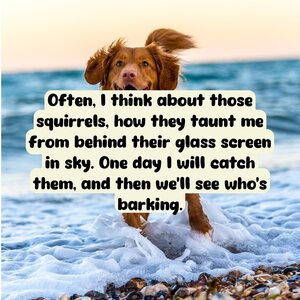 Often, I think about those
squirrels, how they taunt me
from behind their glass screen
in sky. One day I will catch
them, and then we'll see who's
barking.